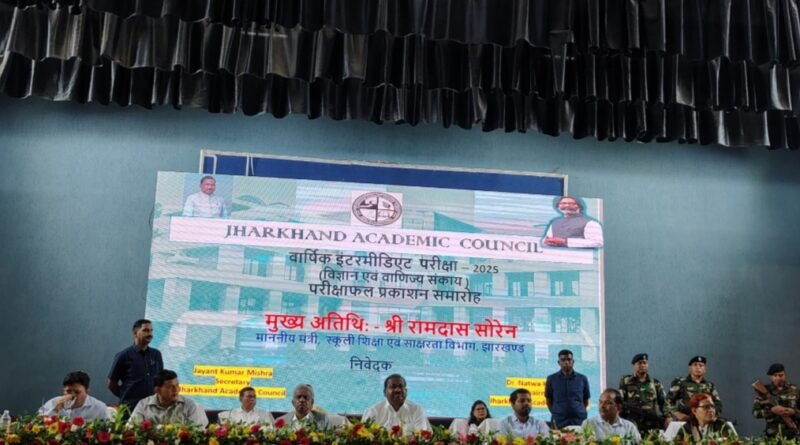 JHARKHAND ACADEMIC COUNCIL
वार्षिक इंटरमीडिएट परीक्षा – 2025
(विज्ञान एवं वाणिज्य संकाय)
परीक्षाफल प्रकाशन समारोह
मुख्य अतिथि: - श्री रामदास सोरेन
माननीय मंत्री, स्कूली शिक्षा एवं साक्षरता विभाग, झारखण्ड
निवेदक
Jayant Kumar Mishra
Secretary
Jharkhand Academic Council
Dr.